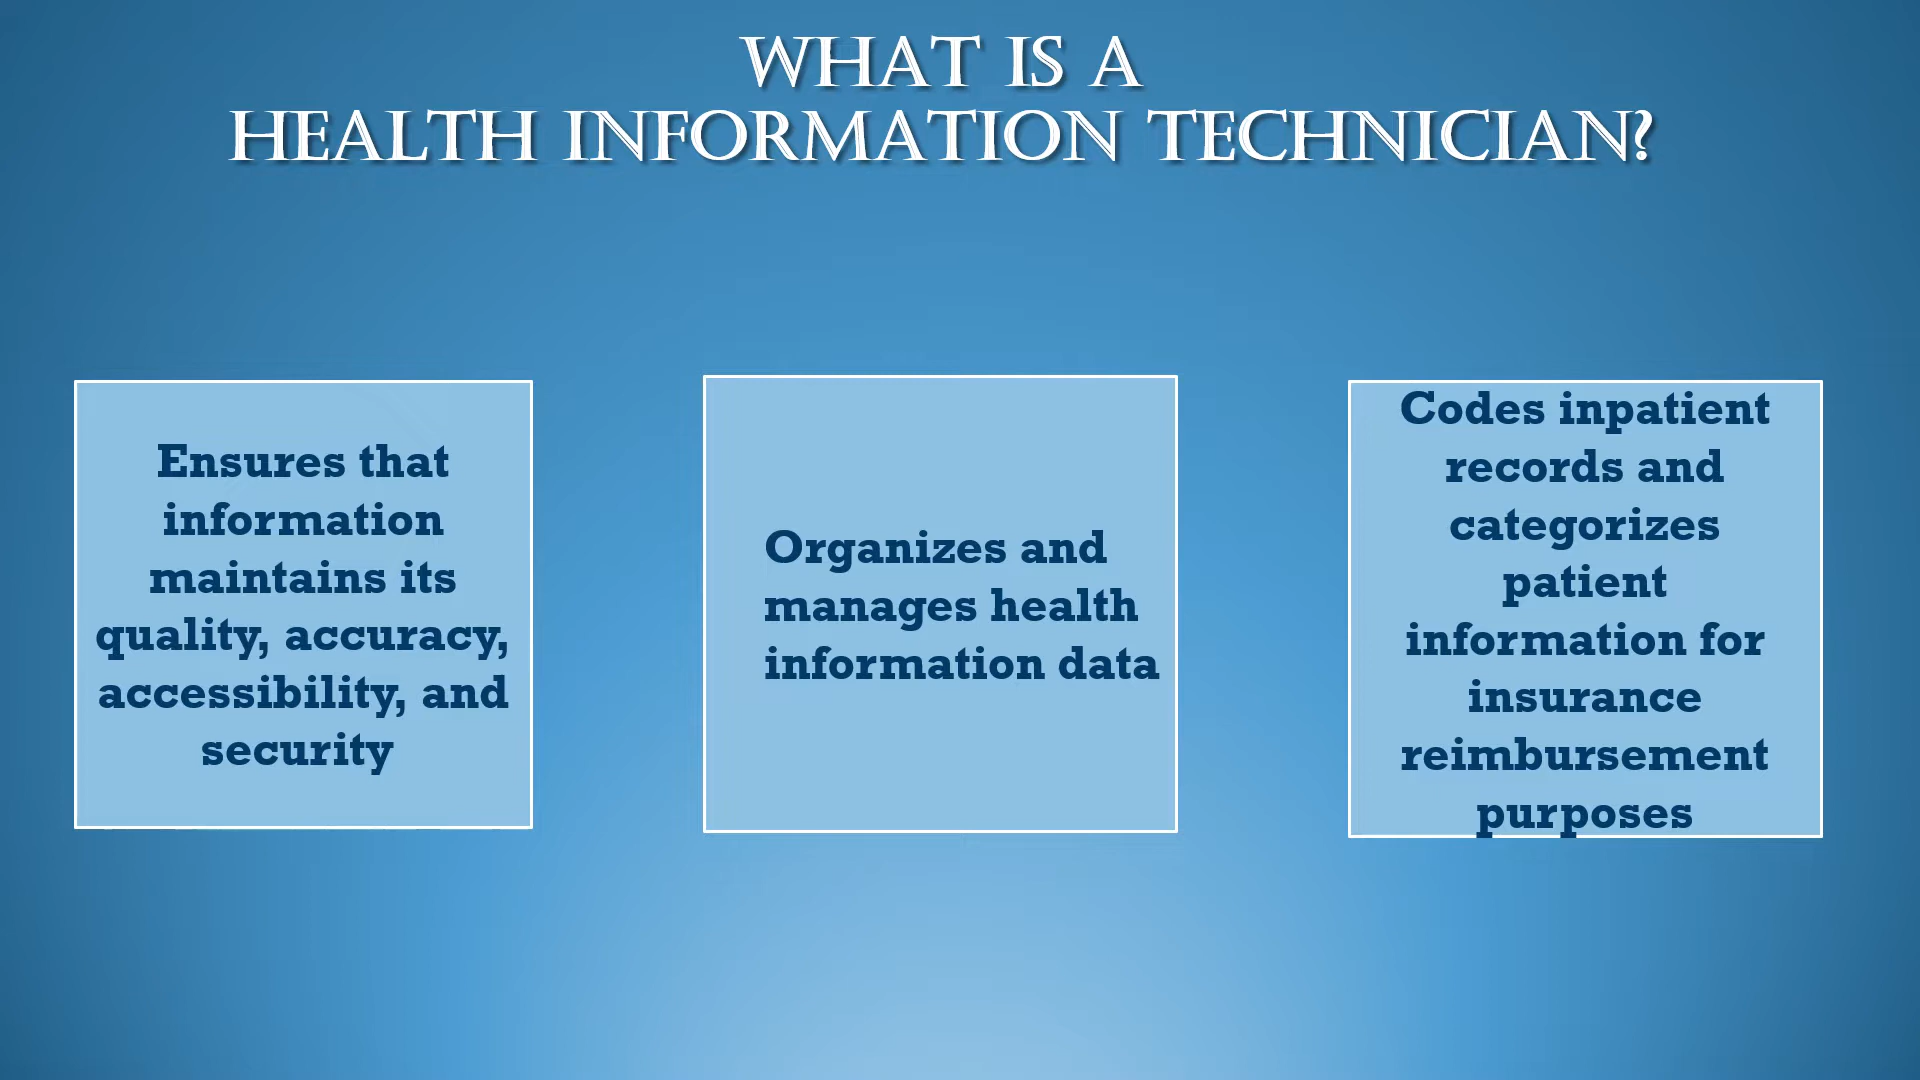 WHAT IS A
HEALTH INFORMATION TECHNICIAN?
Ensures that
information
maintains its
quality, accuracy,
accessibility, and
security
Organizes and
manages health
information data
Codes inpatient
records and
categorizes
patient
information for
insurance
reimbursement
purposes